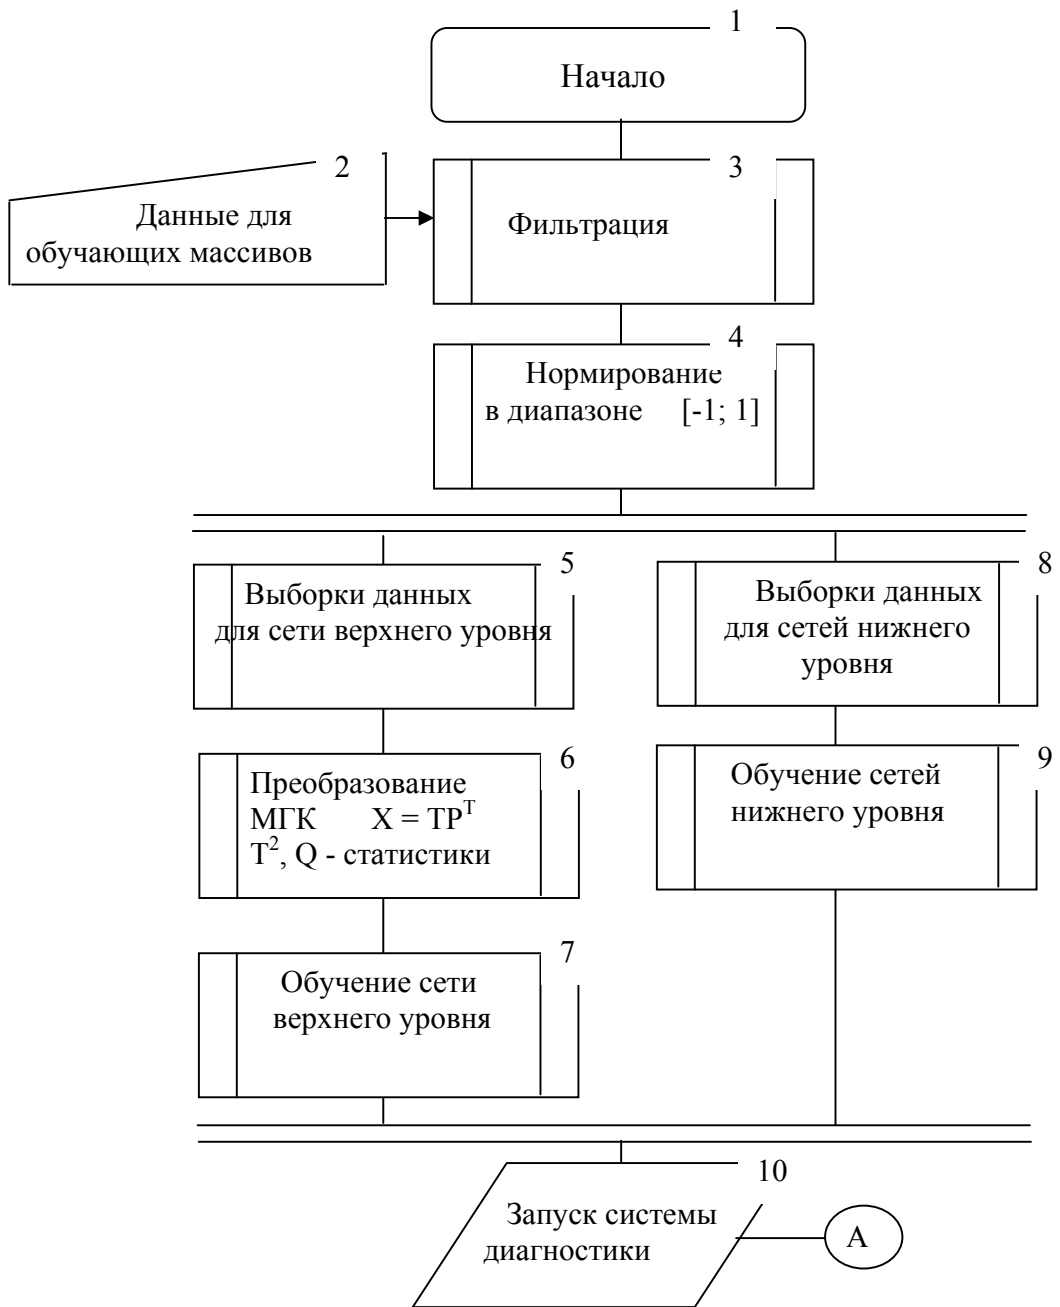 1
Начало
2
Данные для
обучающих массивов
3
Фильтрация
4
Нормирование
в диапазоне [-1; 1]
5
Выборки данных
для сети верхнего уровня
6
Преобразование
МГК X = TP^T
T^2, Q - статистики
7
Обучение сети
верхнего уровня
8
Выборки данных
для сетей нижнего
уровня
9
Обучение сетей
нижнего уровня
10
Запуск системы
диагностики
А